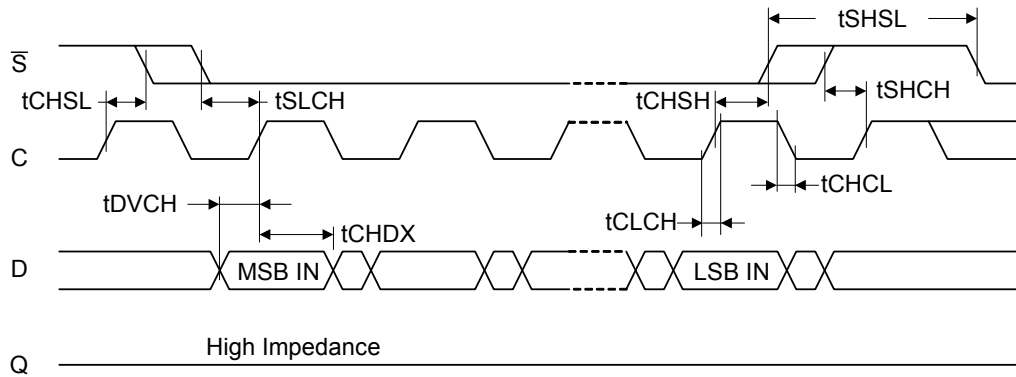 tSHSL
S̅
tCHSL
tSLCH
tCHSH
tSHCH
C
tCHCL
tDVCH
tCLCH
tCHDX
D
MSB IN
LSB IN
High Impedance
Q